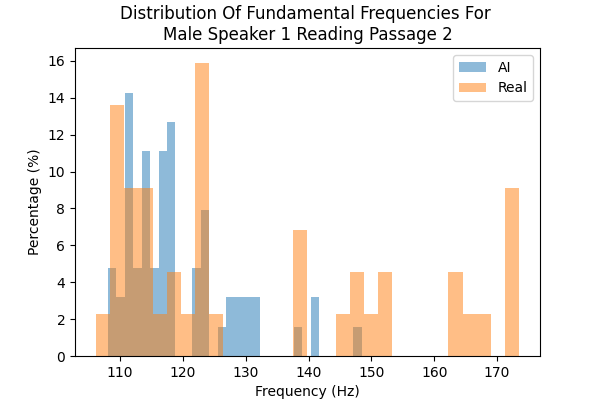 Distribution Of Fundamental Frequencies For
Male Speaker 1 Reading Passage 2
AI
Real
Percentage (%)
16
14
12
10
8
6
4
2
0
110 120 130 140 150 160 170
Frequency (Hz)